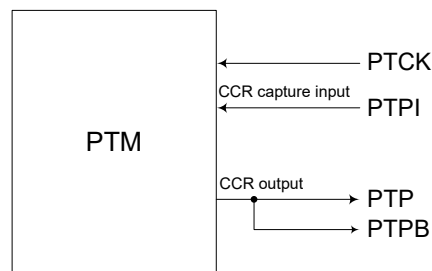 PTCK
CCR capture input
PTPI
PTM
CCR output
PTP
PTPB